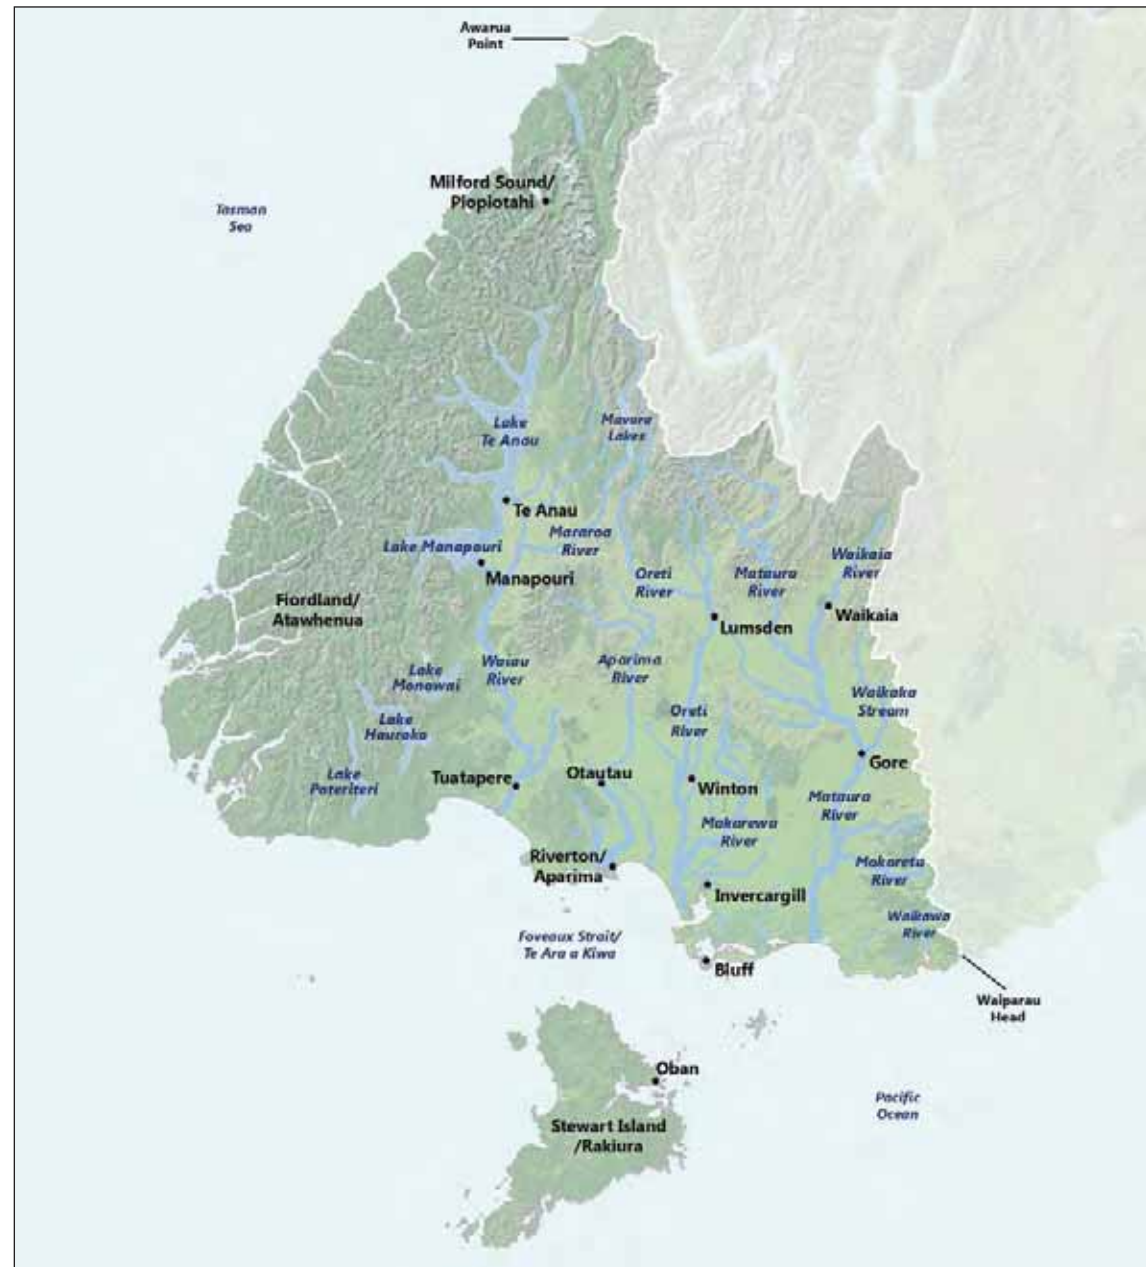 Awarua
Point
Milford Sound/
Piopiotahi
Tasman
Sea
Lake
Te Anau
Mavora
Lakes
Te Anau
Mararoa
River
Lake Manapouri
Manapouri
Waikaia
River
Oreti
River
Mataura
River
Fiordland/
Atawhenua
Waikaia
Lumsden
Waiau
River
Aparima
River
Lake
Monowai
Waikaka
Stream
Lake
Hauroko
Oreti
River
Gore
Lake
Poteriteri
Tuatapere
Otautau
Winton
Mataura
River
Makarewa
River
Riverton/
Aparima
Mokoreta
River
Invercargill
Waikawa
River
Foveaux Strait/
Te Ara a Kiwa
Bluff
Waiparau
Head
Oban
Pacific
Ocean
Stewart Island
/Rakiura